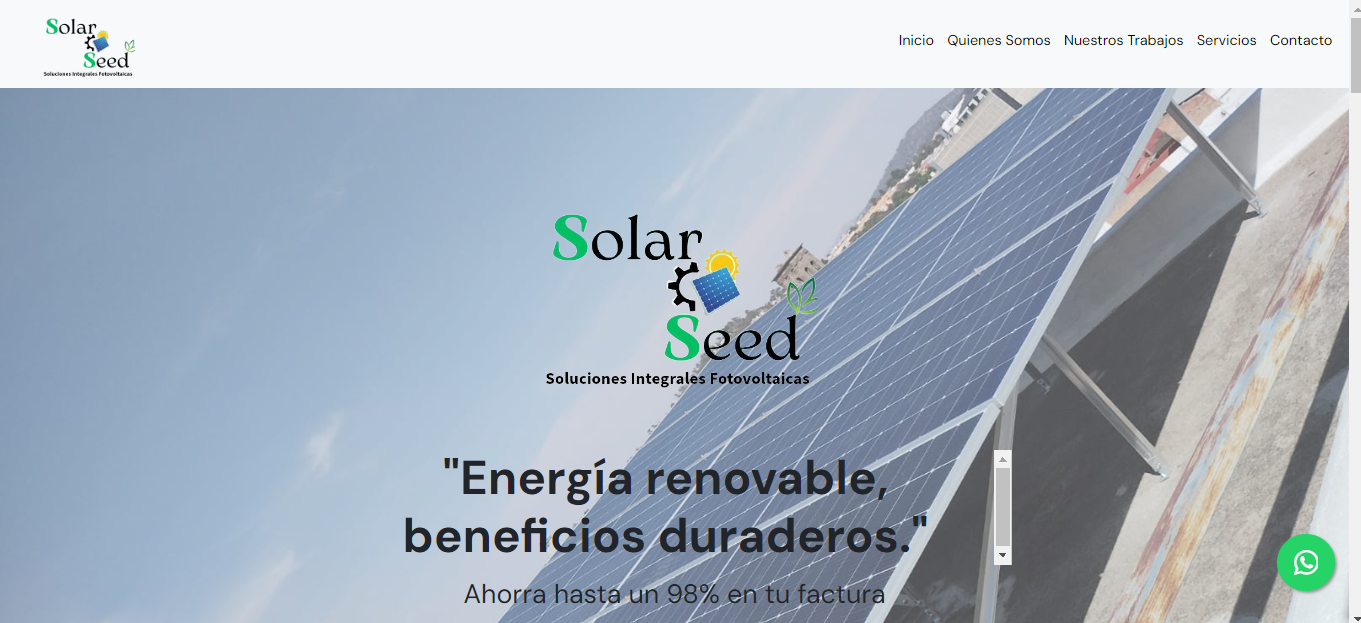 Solar
Seed
Soluciones Integrales Fotovoltaicas
Inicio Quienes Somos Nuestros Trabajos Servicios Contacto
Solar
Seed
Soluciones Integrales Fotovoltaicas
"Energía renovable,
beneficios duraderos."
Ahorra hasta un 98% en tu factura